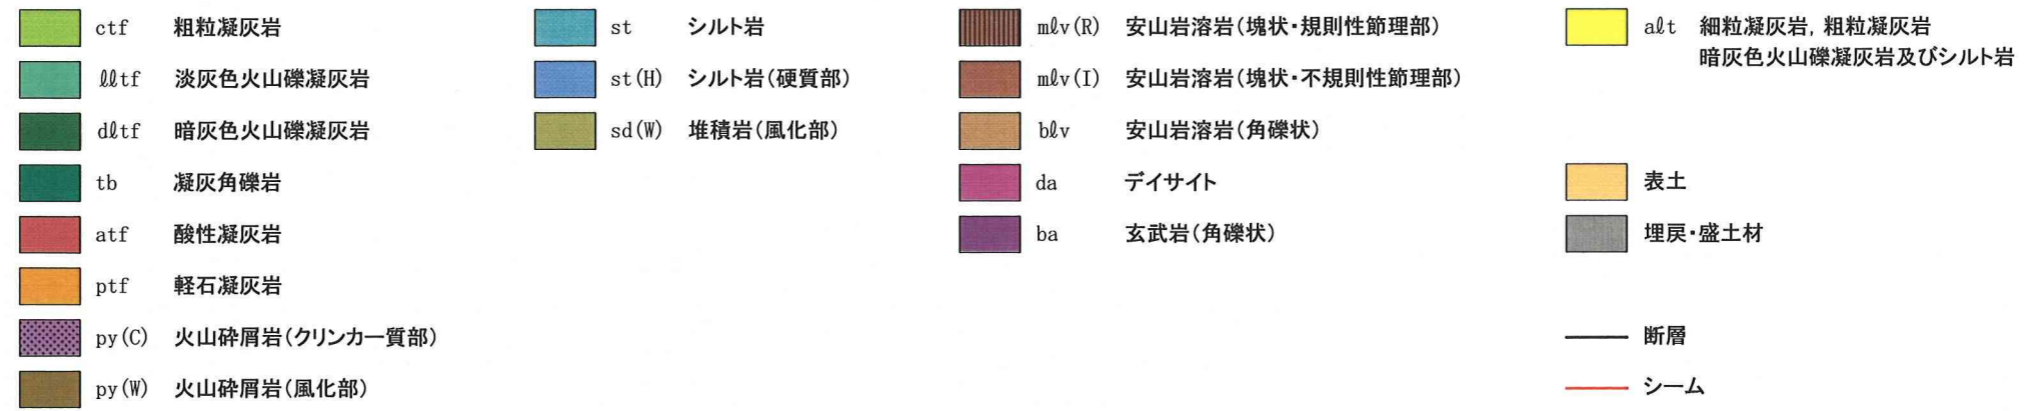 ctf 粗粒凝灰岩
ℓℓtf 淡灰色火山礫凝灰岩
dℓtf 暗灰色火山礫凝灰岩
tb 凝灰角礫岩
atf 酸性凝灰岩
ptf 軽石凝灰岩
py(C) 火山砕屑岩(クリンカー質部)
py(W) 火山砕屑岩(風化部)
st シルト岩
st(H) シルト岩(硬質部)
sd(W) 堆積岩(風化部)
mℓv(R) 安山岩溶岩(塊状・規則性節理部)
mℓv(I) 安山岩溶岩(塊状・不規則性節理部)
bℓv 安山岩溶岩(角礫状)
da デイサイト
ba 玄武岩(角礫状)
aℓt 細粒凝灰岩, 粗粒凝灰岩
暗灰色火山礫凝灰岩及びシルト岩
表土
埋戻・盛土材
断層
シーム